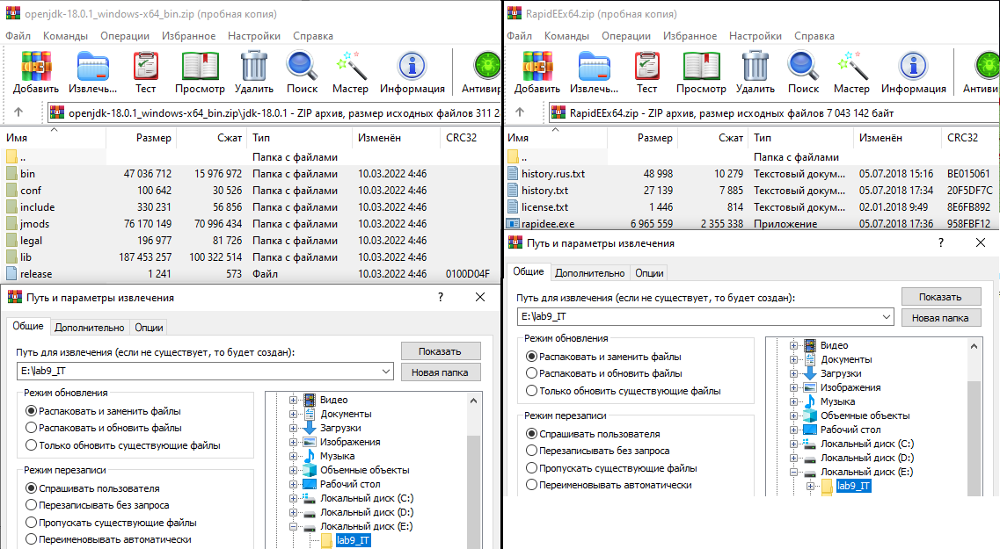 openjdk-18.0.1_windows-x64_bin.zip (пробная копия)
Файл Команды Операции Избранное Настройки Справка
Добавить Извлечь... Тест Просмотр Удалить Поиск Мастер Информация Антивир
openjdk-18.0.1_windows-x64_bin.zip\jdk-18.0.1 - ZIP архив, размер исходных файлов 311 2
Имя Размер Сжат Тип Изменён CRC32
.. Папка с файлами
bin 47 036 712 15 976 972 Папка с файлами 10.03.2022 4:46
conf 100 642 30 526 Папка с файлами 10.03.2022 4:46
include 330 231 56 856 Папка с файлами 10.03.2022 4:46
jmods 76 170 149 70 996 434 Папка с файлами 10.03.2022 4:46
legal 196 977 81 726 Папка с файлами 10.03.2022 4:46
lib 187 453 257 100 322 514 Папка с файлами 10.03.2022 4:46
release 1 241 573 Файл 10.03.2022 4:46 0100D04F
Путь и параметры извлечения ?
Общие Дополнительно Опции
Путь для извлечения (если не существует, то будет создан):
Показать
E:\lab9_IT
Новая папка
Режим обновления
Распаковать и заменить файлы
Распаковать и обновить файлы
Только обновить существующие файлы
Режим перезаписи
Спрашивать пользователя
Перезаписывать без запроса
Пропускать существующие файлы
Переименовывать автоматически
Видео
Документы
Загрузки
Изображения
Музыка
Объемные объекты
Рабочий стол
Локальный диск (C:)
Локальный диск (D:)
Локальный диск (E:)
lab9_IT
RapidEEx64.zip (пробная копия)
Файл Команды Операции Избранное Настройки Справка
Добавить Извлечь... Тест Просмотр Удалить Поиск Мастер Информация Антиви
RapidEEx64.zip - ZIP архив, размер исходных файлов 7 043 142 байт
Имя Размер Сжат Тип Изменён CRC32
.. Папка с файлами
history.rus.txt 48 998 10 279 Текстовый докум... 05.07.2018 15:16 BE015061
history.txt 27 139 7 885 Текстовый докум... 05.07.2018 17:34 20F5DF7C
license.txt 1 446 814 Текстовый докум... 02.01.2018 9:49 8E6FB892
rapidee.exe 6 965 559 2 355 338 Приложение 05.07.2018 17:36 958FBF12
Путь и параметры извлечения ?
Общие Дополнительно Опции
Путь для извлечения (если не существует, то будет создан):
Показать
E:\lab9_IT
Новая папка
Режим обновления
Распаковать и заменить файлы
Распаковать и обновить файлы
Только обновить существующие файлы
Режим перезаписи
Спрашивать пользователя
Перезаписывать без запроса
Пропускать существующие файлы
Переименовывать автоматически
Видео
Документы
Загрузки
Изображения
Музыка
Объемные объекты
Рабочий стол
Локальный диск (C:)
Локальный диск (D:)
Локальный диск (E:)
lab9_IT